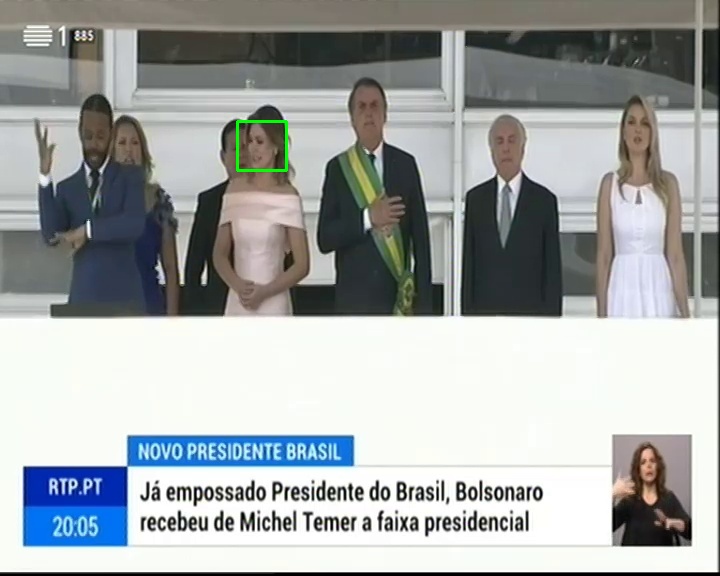 1 885
NOVO PRESIDENTE BRASIL
RTP.PT
Já empossado Presidente do Brasil, Bolsonaro
20:05
recebeu de Michel Temer a faixa presidencial